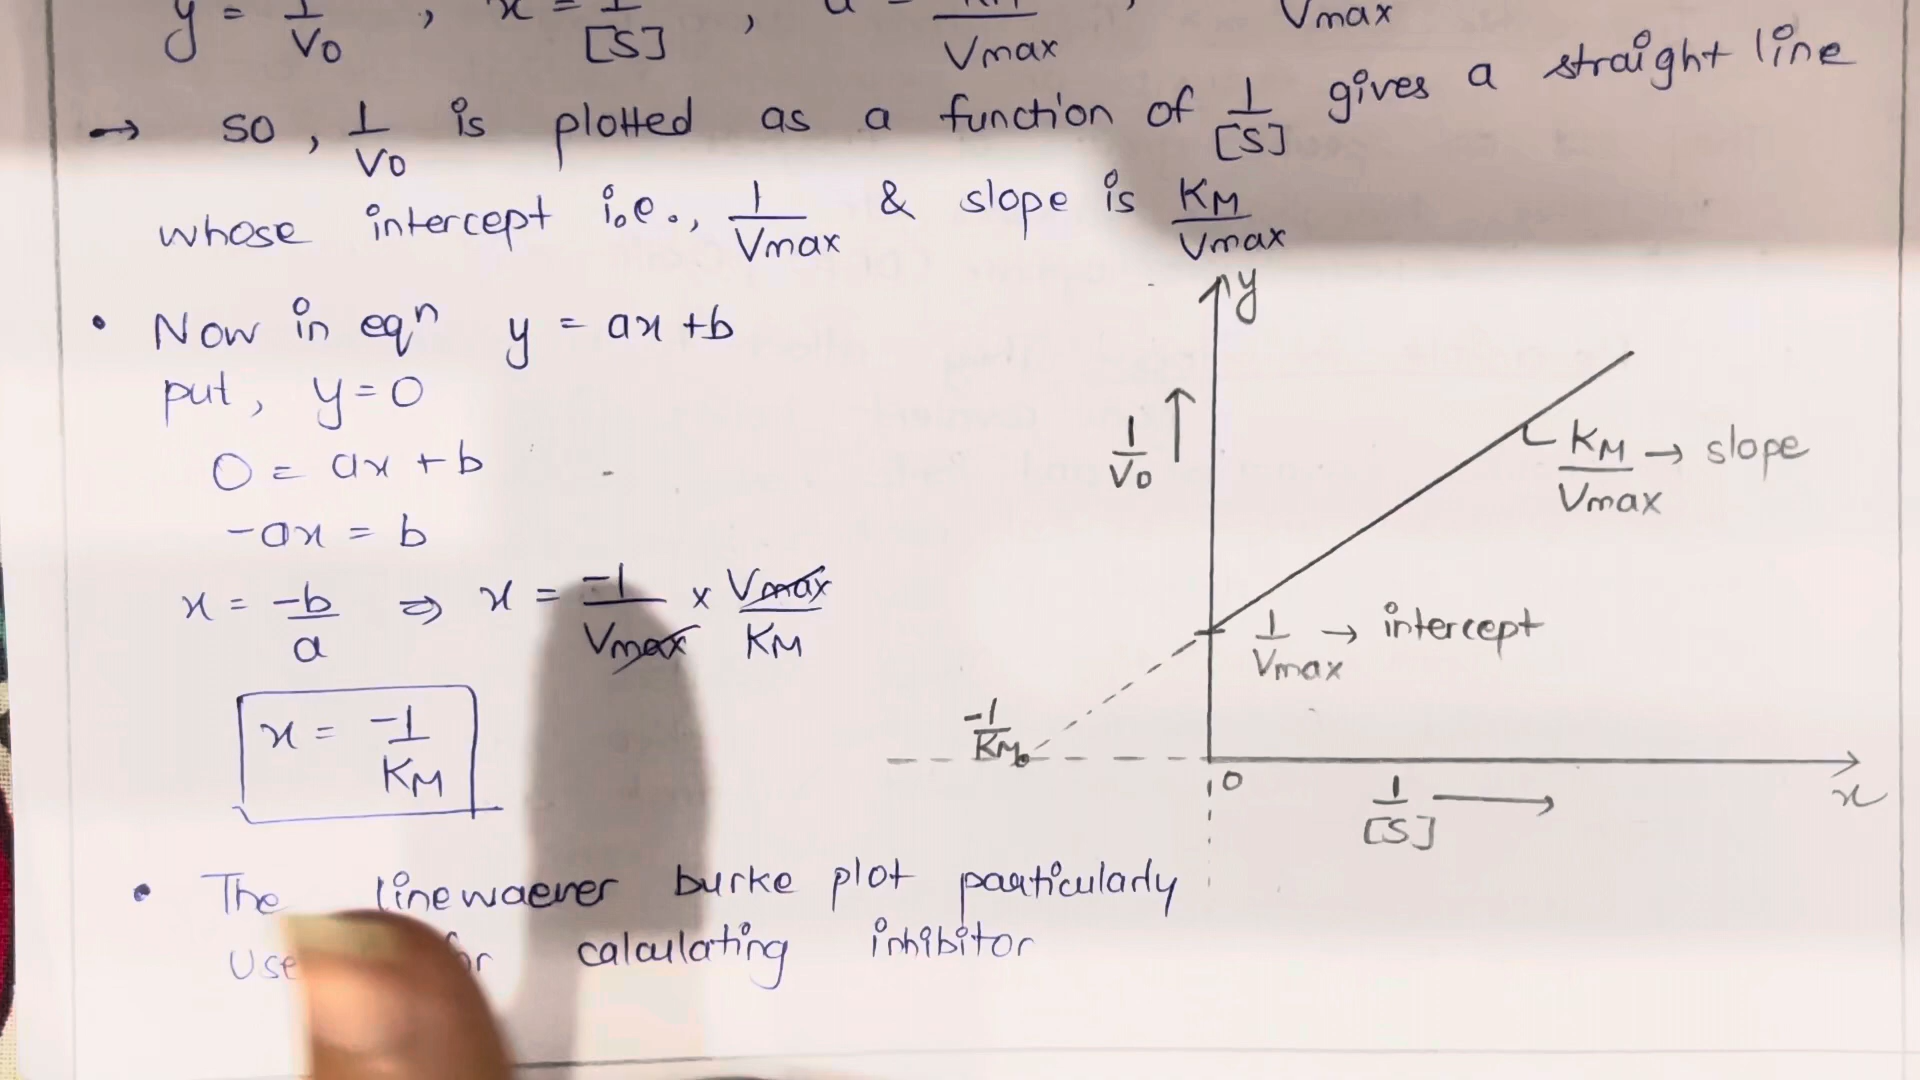 y = 1/V0 , x = 1/[S] , a = KM/Vmax , Vmax
→ so, 1/V0 is plotted as a function of 1/[S] gives a straight line
whose intercept i.e., 1/Vmax & slope is KM/Vmax
• Now in eqn y = ax + b
put, y = 0
0 = ax + b
-ax = b
x = -b/a ⇒ x = -1/Vmax x Vmax/KM
x = -1/KM
y
1/V0 ↑
KM/Vmax → slope
1/Vmax → intercept
-1/KM
0
x
1/[S] →
• The linewaever burke plot particularly
calculating inhibitor